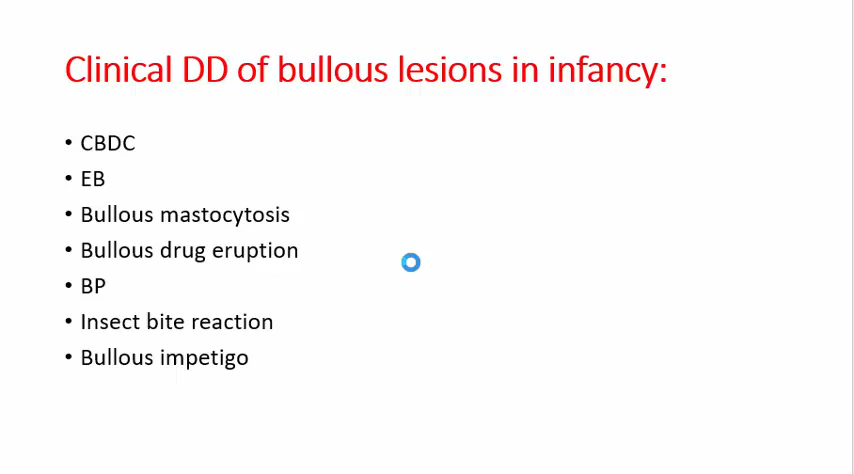 Clinical DD of bullous lesions in infancy:
• CBDC
• EB
• Bullous mastocytosis
• Bullous drug eruption
• BP
• Insect bite reaction
• Bullous impetigo